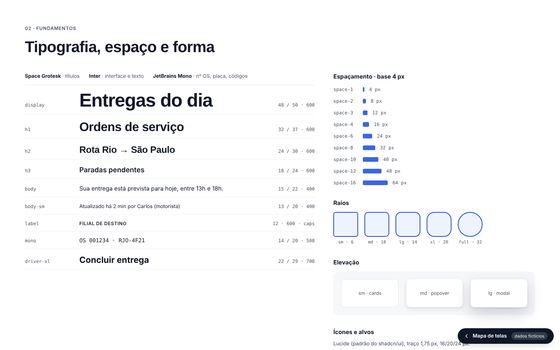 02 · FUNDAMENTOS
Tipografia, espaço e forma
Space Grotesk · títulos Inter · interface e texto JetBrains Mono · nº OS, placa, códigos
display Entregas do dia 48 / 50 · 600
h1 Ordens de serviço 32 / 37 · 600
h2 Rota Rio → São Paulo 24 / 30 · 600
h3 Paradas pendentes 18 / 24 · 600
body Sua entrega está prevista para hoje, entre 13h e 18h. 15 / 22 · 400
body-sm Atualizado há 2 min por Carlos (motorista) 13 / 20 · 400
label FILIAL DE DESTINO 12 · 600 · caps
mono OS 001234 · RJO-4F21 14 / 20 · 500
driver-xl Concluir entrega 22 / 29 · 700
Espaçamento · base 4 px
space-1 4 px
space-2 8 px
space-3 12 px
space-4 16 px
space-6 24 px
space-8 32 px
space-10 40 px
space-12 48 px
space-16 64 px
Raios
sm · 6 md · 10 lg · 14 xl · 20 full · 32
Elevação
sm · cards md · popover lg · modal
Ícones e alvos
Lucide (padrão do shadcn/ui), traço 1,75 px, 16/20/24 px.
Mapa de telas dados fictícios